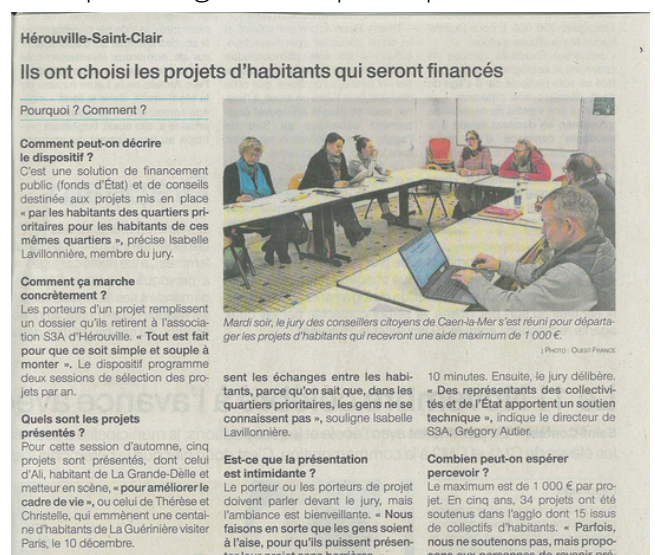 Hérouville-Saint-Clair
Ils ont choisi les projets d'habitants qui seront financés
Pourquoi ? Comment ?
Comment peut-on décrire
le dispositif ?
C'est une solution de financement
public (fonds d'État) et de conseils
destinée aux projets mis en place
« par les habitants des quartiers pri-
oritaires pour les habitants de ces
mêmes quartiers », précise Isabelle
Lavillonnière, membre du jury.
Comment ça marche
concrètement ?
Les porteurs d'un projet remplissent
un dossier qu'ils retirent à l'associa-
tion S3A d'Hérouville. « Tout est fait
pour que ce soit simple et souple à
monter ». Le dispositif programme
deux sessions de sélection des pro-
jets par an.
Quels sont les projets
présentés ?
Pour cette session d'automne, cinq
projets sont présentés, dont celui
d'Ali, habitant de La Grande-Delle et
metteur en scène, « pour améliorer le
cadre de vie », ou celui de Thérèse et
Christelle, qui emmènent une centai-
ne d'habitants de La Guérinière visiter
Paris, le 10 décembre.
Mardi soir, le jury des conseillers citoyens de Caen-la-Mer s'est réuni pour départa-
ger les projets d'habitants qui recevront une aide maximum de 1 000 €.
| PHOTO : OUEST FRANCE
sent les échanges entre les habi-
tants, parce qu'on sait que, dans les
quartiers prioritaires, les gens ne se
connaissent pas », souligne Isabelle
Lavillonnière.
Est-ce que la présentation
est intimidante ?
Le porteur ou les porteurs de projet
doivent parler devant le jury, mais
l'ambiance est bienveillante. « Nous
faisons en sorte que les gens soient
à l'aise, pour qu'ils puissent présen-
ter leur projet sans barrières
10 minutes. Ensuite, le jury délibère.
« Des représentants des collectivi-
tés et de l'État apportent un soutien
technique », indique le directeur de
S3A, Grégory Autier.
Combien peut-on espérer
percevoir ?
Le maximum est de 1 000 € par pro-
jet. En cinq ans, 34 projets ont été
soutenus dans l'agglo dont 15 issus
de collectifs d'habitants. « Parfois,
nous ne soutenons pas, mais propo-
sons aux personnes de revenir pré-